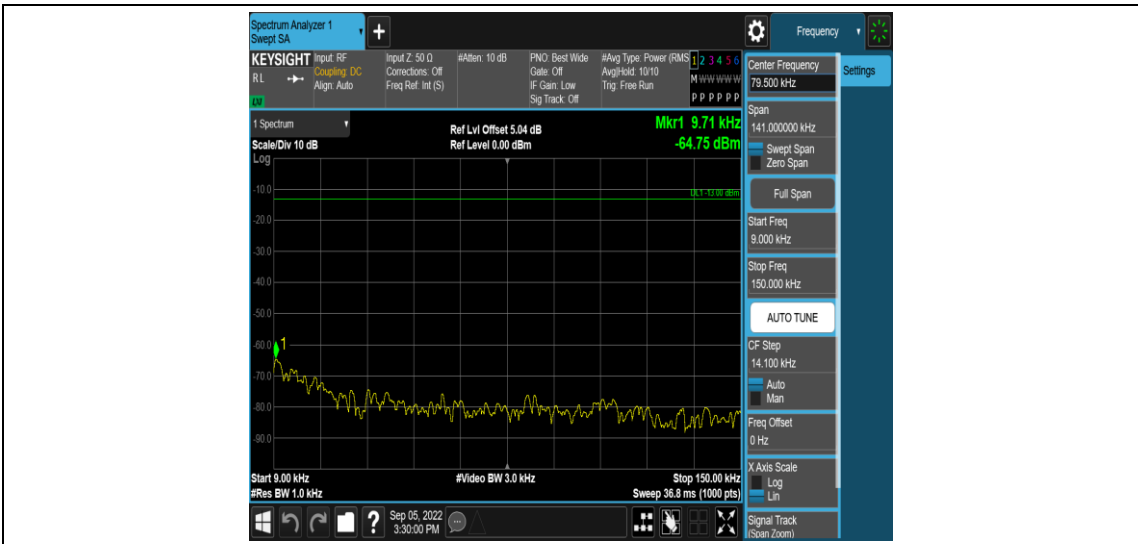 Spectrum Analyzer 1
Swept SA
+
Frequency
KEYSIGHT
RL
LXI
Input: RF
Coupling: DC
Align: Auto
Input Z: 50 Ω
Corrections: Off
Freq Ref: Int (S)
#Atten: 10 dB
PNO: Best Wide
Gate: Off
IF Gain: Low
Sig Track: Off
#Avg Type: Power (RMS
Avg|Hold: 10/10
Trig: Free Run
1 2 3 4 5 6
M W W W W W
P P P P P P
1 Spectrum
Scale/Div 10 dB
Log
Ref Lvl Offset 5.04 dB
Ref Level 0.00 dBm
Mkr1 9.71 kHz
-64.75 dBm
DL1 -13.00 dBm
-10.0
-20.0
-30.0
-40.0
-50.0
-60.0
1
-70.0
-80.0
-90.0
Start 9.00 kHz
#Res BW 1.0 kHz
#Video BW 3.0 kHz
Stop 150.00 kHz
Sweep 36.8 ms (1000 pts)
?
Sep 05, 2022
3:30:00 PM
Center Frequency
79.500 kHz
Settings
Span
141.000000 kHz
Swept Span
Zero Span
Full Span
Start Freq
9.000 kHz
Stop Freq
150.000 kHz
AUTO TUNE
CF Step
14.100 kHz
Auto
Man
Freq Offset
0 Hz
X Axis Scale
Log
Lin
Signal Track
(Span Zoom)